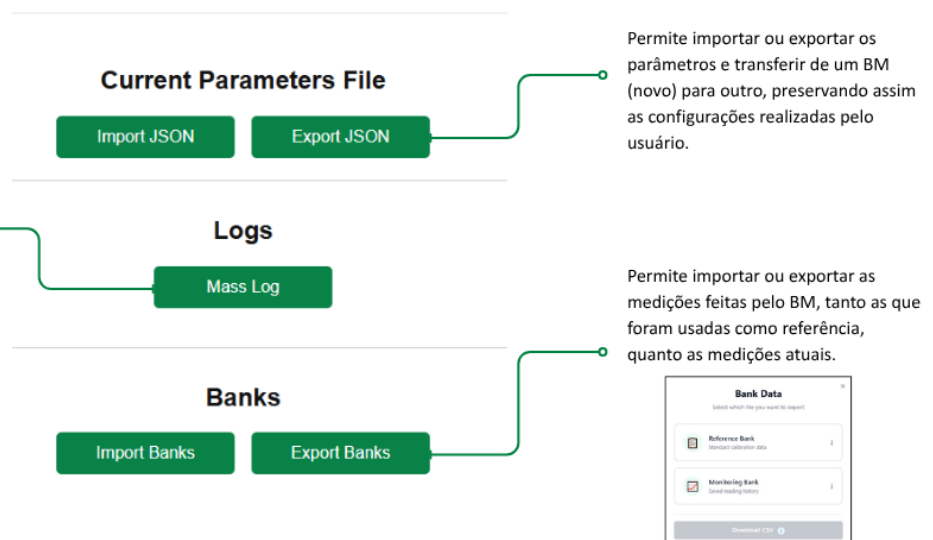 Permite importar ou exportar os
parâmetros e transferir de um BM
(novo) para outro, preservando assim
as configurações realizadas pelo
usuário.
Current Parameters File
Import JSON
Export JSON
Logs
Mass Log
Permite importar ou exportar as
medições feitas pelo BM, tanto as que
foram usadas como referência,
quanto as medições atuais.
Banks
Import Banks
Export Banks
Bank Data
Select which file you want to export
Reference Bank
Standard calibration data
Monitoring Bank
Saved reading history
Download CSV